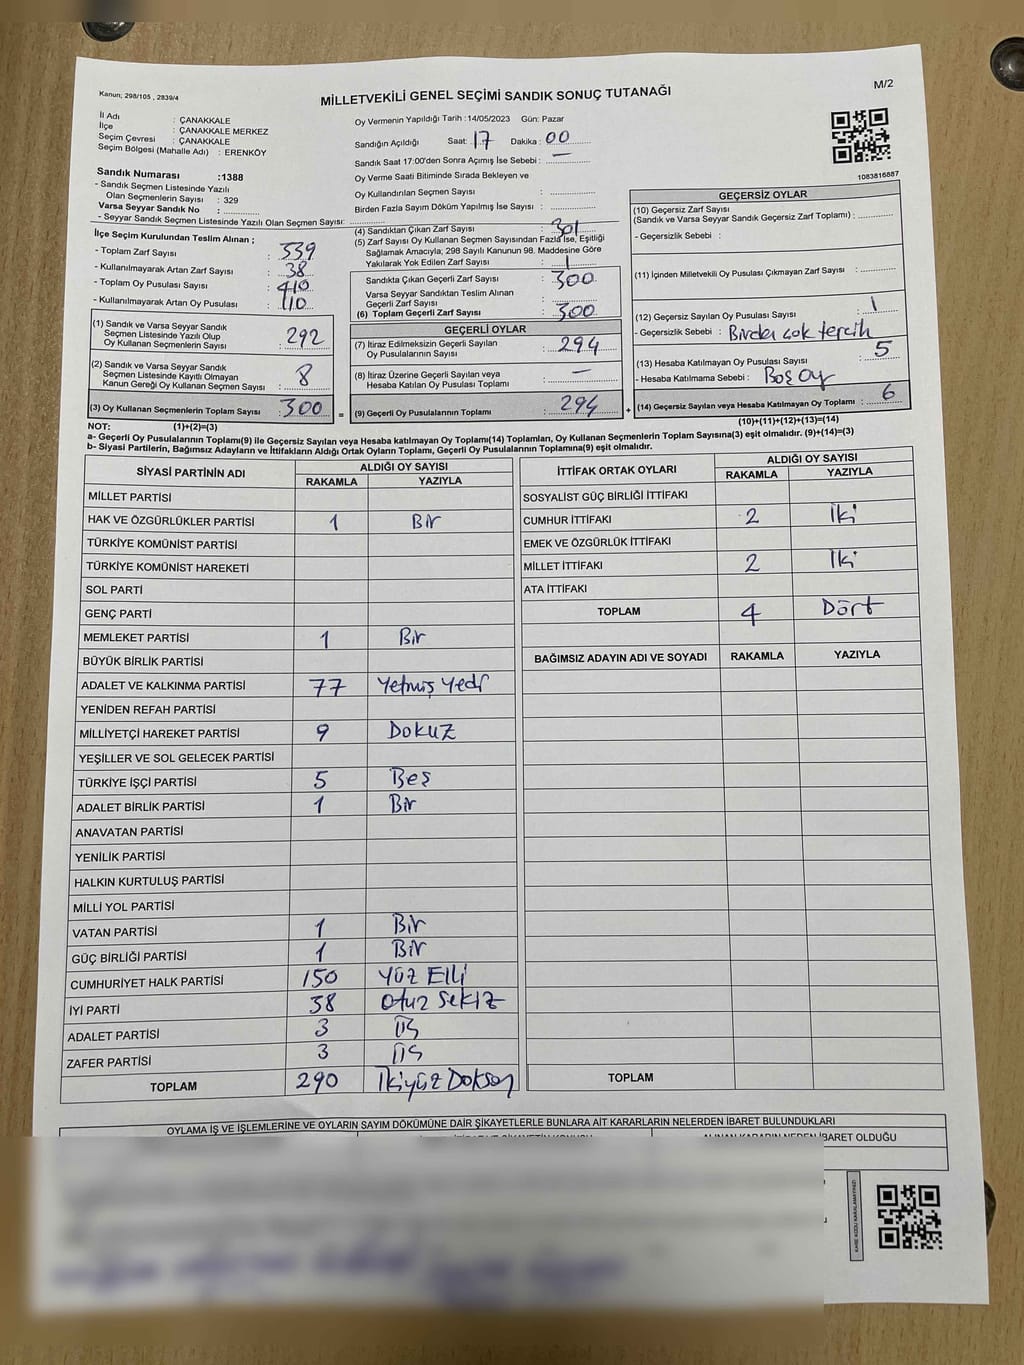 Kanun; 298/105 , 2839/4
MİLLETVEKİLİ GENEL SEÇİMİ SANDIK SONUÇ TUTANAĞI
M/2
İl Adı : ÇANAKKALE
İlçe : ÇANAKKALE MERKEZ
Seçim Çevresi : ÇANAKKALE
Seçim Bölgesi (Mahalle Adı) : ERENKÖY
Sandık Numarası :1388
- Sandık Seçmen Listesinde Yazılı
Olan Seçmenlerin Sayısı : 329
Varsa Seyyar Sandık No :
- Seyyar Sandık Seçmen Listesinde Yazılı Olan Seçmen Sayısı:
İlçe Seçim Kurulundan Teslim Alınan ;
- Toplam Zarf Sayısı : 339
- Kullanılmayarak Artan Zarf Sayısı : 38
- Toplam Oy Pusulası Sayısı : 410
- Kullanılmayarak Artan Oy Pusulası : 110
(1) Sandık ve Varsa Seyyar Sandık
Seçmen Listesinde Yazılı Olup
Oy Kullanan Seçmenlerin Sayısı : 292
(2) Sandık ve Varsa Seyyar Sandık
Seçmen Listesinde Kayıtlı Olmayan
Kanun Gereği Oy Kullanan Seçmen Sayısı : 8
(3) Oy Kullanan Seçmenlerin Toplam Sayısı : 300 =
Oy Vermenin Yapıldığı Tarih :14/05/2023 Gün: Pazar
Sandığın Açıldığı Saat: 17 Dakika : 00
Sandık Saat 17:00'den Sonra Açımış İse Sebebi : —
Oy Verme Saati Bitiminde Sırada Bekleyen ve
Oy Kullandırılan Seçmen Sayısı :
Birden Fazla Sayım Döküm Yapılmış İse Sayısı :
(4) Sandıktan Çıkan Zarf Sayısı : 301
(5) Zarf Sayısı Oy Kullanan Seçmen Sayısından Fazla İse, Eşitliği
Sağlamak Amacıyla; 298 Sayılı Kanunun 98. Maddesine Göre
Yakılarak Yok Edilen Zarf Sayısı : 1
Sandıkta Çıkan Geçerli Zarf Sayısı : 300
Varsa Seyyar Sandıktan Teslim Alınan
Geçerli Zarf Sayısı :
(6) Toplam Geçerli Zarf Sayısı : 300
GEÇERLİ OYLAR
(7) İtiraz Edilmeksizin Geçerli Sayılan
Oy Pusulalarının Sayısı : 294
(8) İtiraz Üzerine Geçerli Sayılan veya
Hesaba Katılan Oy Pusulası Toplamı : —
(9) Geçerli Oy Pusulalarının Toplamı : 294 +
1083816887
GEÇERSİZ OYLAR
(10) Geçersiz Zarf Sayısı
(Sandık ve Varsa Seyyar Sandık Geçersiz Zarf Toplamı) :
- Geçersizlik Sebebi :
(11) İçinden Milletvekili Oy Pusulası Çıkmayan Zarf Sayısı :
(12) Geçersiz Sayılan Oy Pusulası Sayısı : 1
- Geçersizlik Sebebi : Birden çok tercih
(13) Hesaba Katılmayan Oy Pusulası Sayısı : 5
- Hesaba Katılmama Sebebi : Boş oy
(14) Geçersiz Sayılan veya Hesaba Katılmayan Oy Toplamı : 6
NOT: (1)+(2)=(3) (10)+(11)+(12)+(13)=(14)
a- Geçerli Oy Pusulalarının Toplamı(9) ile Geçersiz Sayılan veya Hesaba katılmayan Oy Toplamı(14) Toplamları, Oy Kullanan Seçmenlerin Toplam Sayısına(3) eşit olmalıdır. (9)+(14)=(3)
b- Siyasi Partilerin, Bağımsız Adayların ve İttifakların Aldığı Ortak Oyların Toplamı, Geçerli Oy Pusulalarının Toplamına(9) eşit olmalıdır.
SİYASİ PARTİNİN ADI ALDIĞI OY SAYISI
RAKAMLA YAZIYLA
MİLLET PARTİSİ
HAK VE ÖZGÜRLÜKLER PARTİSİ 1 Bir
TÜRKİYE KOMÜNİST PARTİSİ
TÜRKİYE KOMÜNİST HAREKETİ
SOL PARTİ
GENÇ PARTİ
MEMLEKET PARTİSİ 1 Bir
BÜYÜK BİRLİK PARTİSİ
ADALET VE KALKINMA PARTİSİ 77 Yetmiş Yedi
YENİDEN REFAH PARTİSİ
MİLLİYETÇİ HAREKET PARTİSİ 9 Dokuz
YEŞİLLER VE SOL GELECEK PARTİSİ
TÜRKİYE İŞÇİ PARTİSİ 5 Beş
ADALET BİRLİK PARTİSİ 1 Bir
ANAVATAN PARTİSİ
YENİLİK PARTİSİ
HALKIN KURTULUŞ PARTİSİ
MİLLİ YOL PARTİSİ
VATAN PARTİSİ 1 Bir
GÜÇ BİRLİĞİ PARTİSİ 1 Bir
CUMHURİYET HALK PARTİSİ 150 Yüz Elli
İYİ PARTİ 38 Otuz Sekiz
ADALET PARTİSİ 3 Üç
ZAFER PARTİSİ 3 Üç
TOPLAM 290 İkiyüz Doksan
İTTİFAK ORTAK OYLARI ALDIĞI OY SAYISI
RAKAMLA YAZIYLA
SOSYALİST GÜÇ BİRLİĞİ İTTİFAKI
CUMHUR İTTİFAKI 2 İki
EMEK VE ÖZGÜRLÜK İTTİFAKI
MİLLET İTTİFAKI 2 İki
ATA İTTİFAKI
TOPLAM 4 Dört
BAĞIMSIZ ADAYIN ADI VE SOYADI RAKAMLA YAZIYLA
TOPLAM
OYLAMA İŞ VE İŞLEMLERİNE VE OYLARIN SAYIM DÖKÜMÜNE DAİR ŞİKAYETLERLE BUNLARA AİT KARARLARIN NELERDEN İBARET BULUNDUKLARI
ALINAN KARARIN NEDEN İBARET OLDUĞU